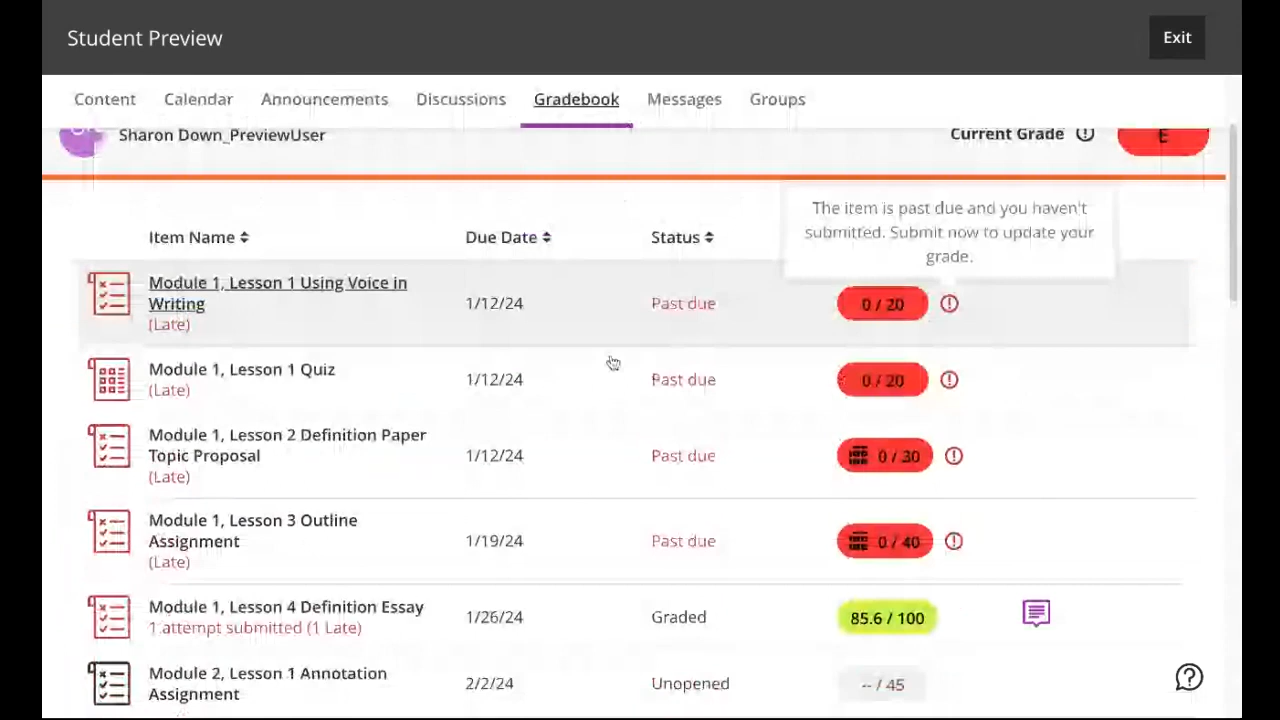 Student Preview
Exit
Content Calendar Announcements Discussions Gradebook Messages Groups
Sharon Down_PreviewUser
Current Grade
E
The item is past due and you haven't
submitted. Submit now to update your
grade.
Item Name Due Date Status
Module 1, Lesson 1 Using Voice in
Writing
(Late)
1/12/24 Past due 0 / 20
Module 1, Lesson 1 Quiz
(Late)
1/12/24 Past due 0 / 20
Module 1, Lesson 2 Definition Paper
Topic Proposal
(Late)
1/12/24 Past due 0 / 30
Module 1, Lesson 3 Outline
Assignment
(Late)
1/19/24 Past due 0 / 40
Module 1, Lesson 4 Definition Essay
1 attempt submitted (1 Late)
1/26/24 Graded 85.6 / 100
Module 2, Lesson 1 Annotation
Assignment
2/2/24 Unopened -- / 45